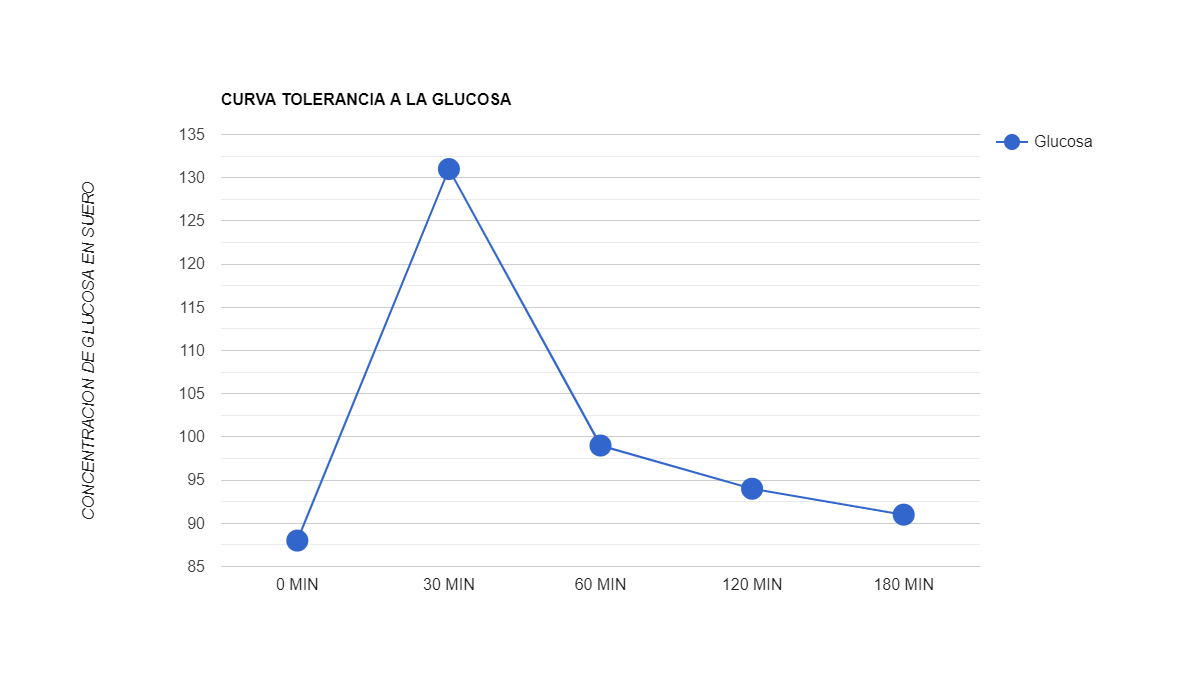 CURVA TOLERANCIA A LA GLUCOSA
Glucosa
CONCENTRACION DE GLUCOSA EN SUERO
135
130
125
120
115
110
105
100
95
90
85
0 MIN
30 MIN
60 MIN
120 MIN
180 MIN